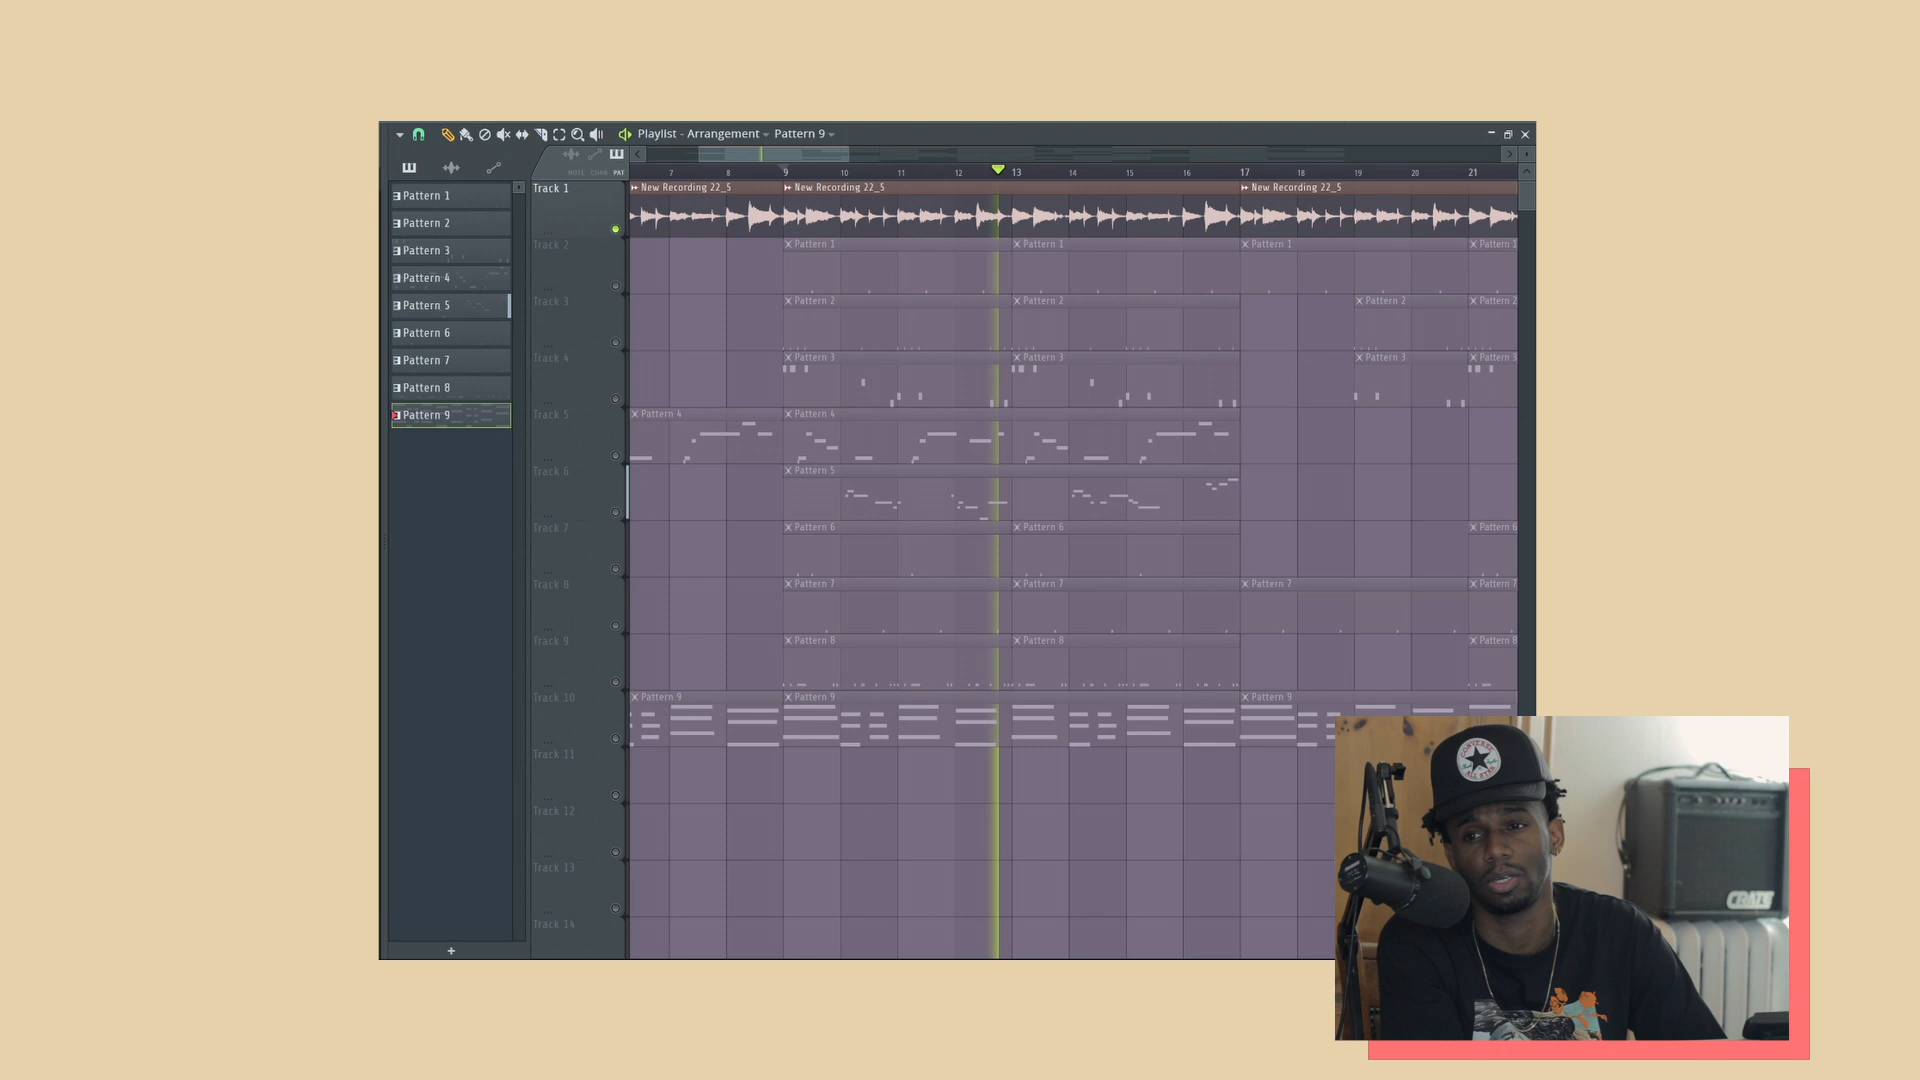 Playlist - Arrangement Pattern 9
NOTE CHAN PAT
7 8 9 10 11 12 13 14 15 16 17 18 19 20 21
Pattern 1
Pattern 2
Pattern 3
Pattern 4
Pattern 5
Pattern 6
Pattern 7
Pattern 8
Pattern 9
Track 1 New Recording 22_5 New Recording 22_5 New Recording 22_5
Track 2 Pattern 1 Pattern 1 Pattern 1 Pattern 1
Track 3 Pattern 2 Pattern 2 Pattern 2 Pattern 2
Track 4 Pattern 3 Pattern 3 Pattern 3 Pattern 3
Track 5 Pattern 4 Pattern 4
Track 6 Pattern 5
Track 7 Pattern 6 Pattern 6 Pattern 6
Track 8 Pattern 7 Pattern 7 Pattern 7 Pattern 7
Track 9 Pattern 8 Pattern 8 Pattern 8
Track 10 Pattern 9 Pattern 9 Pattern 9
Track 11
Track 12
Track 13
Track 14
CONVERSE
ALL STAR
CRATE